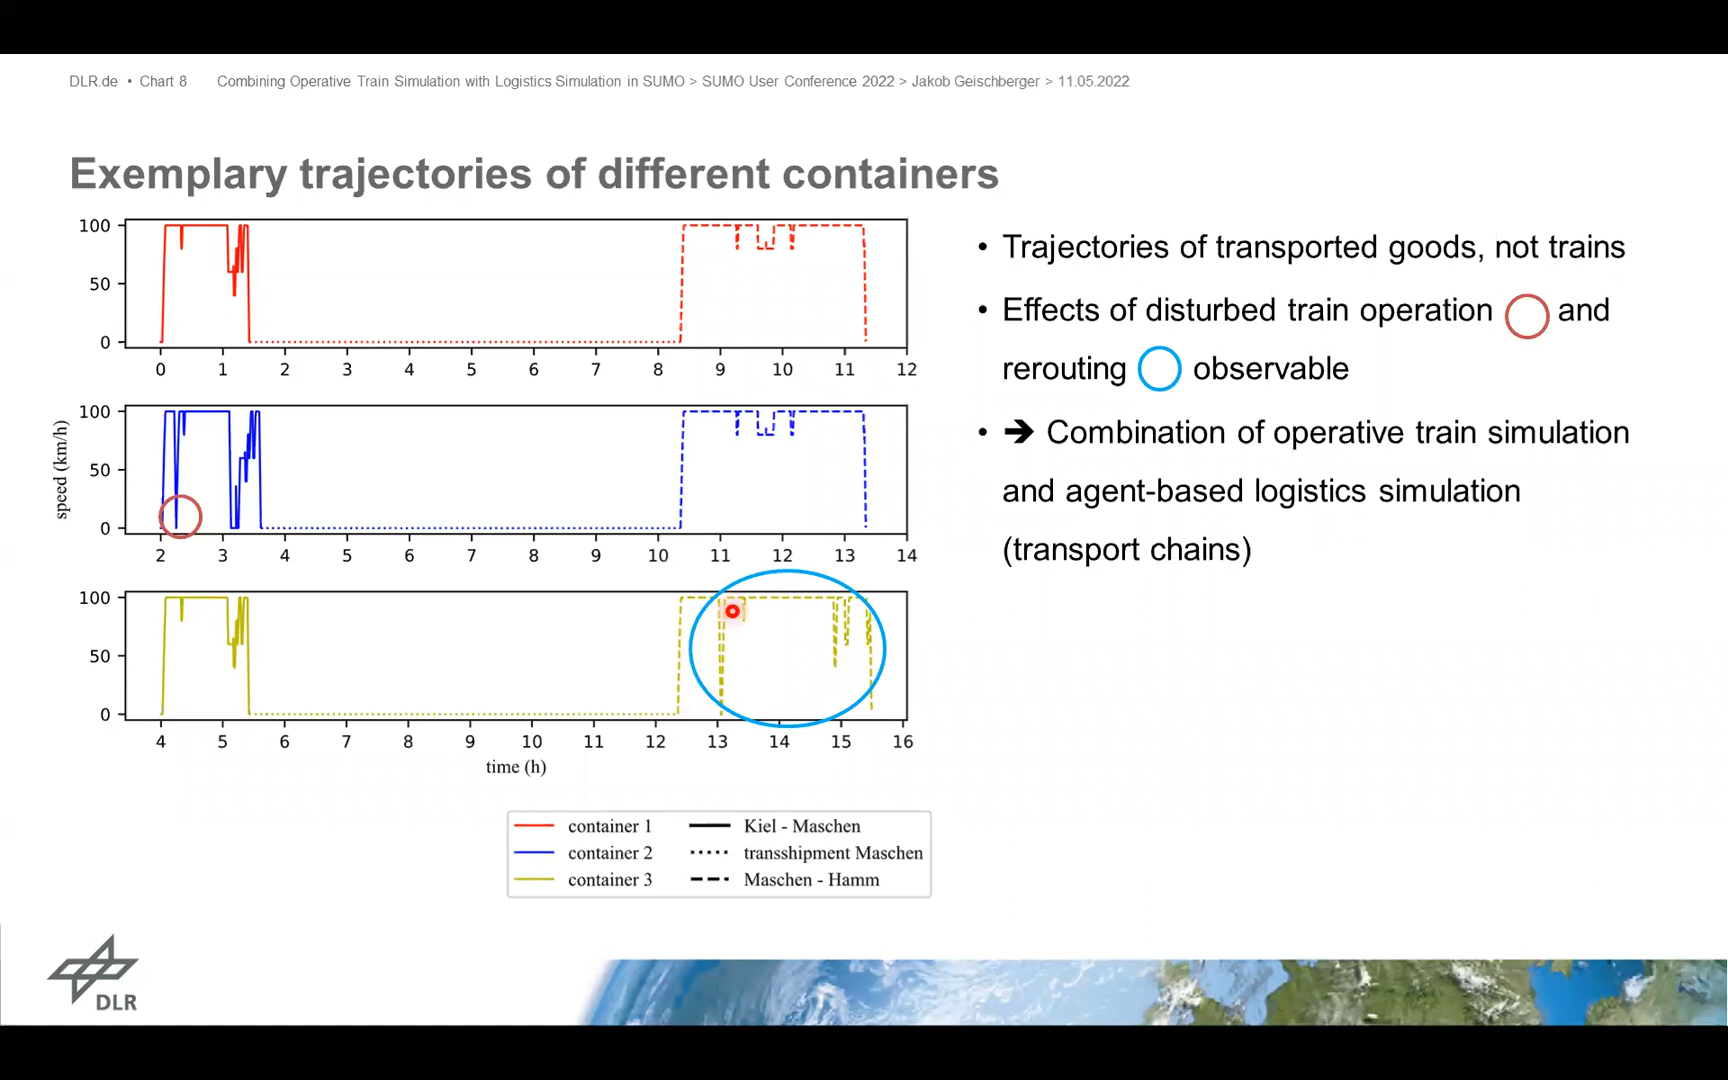 DLR.de • Chart 8 Combining Operative Train Simulation with Logistics Simulation in SUMO > SUMO User Conference 2022 > Jakob Geischberger > 11.05.2022
Exemplary trajectories of different containers
100
50
0
0 1 2 3 4 5 6 7 8 9 10 11 12
speed (km/h)
100
50
0
2 3 4 5 6 7 8 9 10 11 12 13 14
100
50
0
4 5 6 7 8 9 10 11 12 13 14 15 16
time (h)
container 1 Kiel - Maschen
container 2 transshipment Maschen
container 3 Maschen - Hamm
• Trajectories of transported goods, not trains
• Effects of disturbed train operation and
rerouting observable
• ➔ Combination of operative train simulation
and agent-based logistics simulation
(transport chains)
DLR